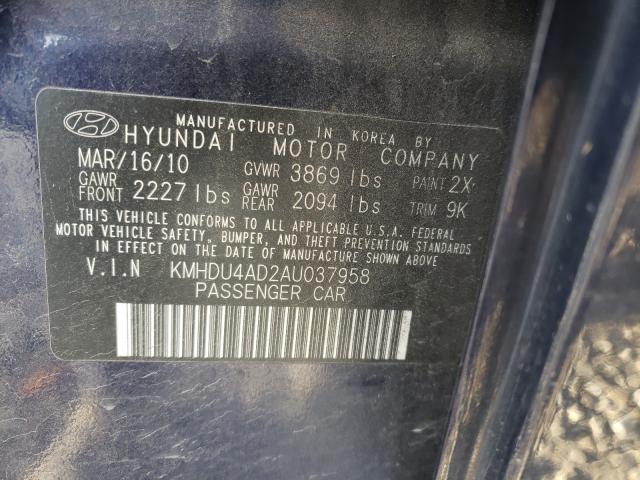 MANUFACTURED IN KOREA BY
HYUNDAI MOTOR COMPANY
MAR/16/10 GVWR 3869 lbs PAINT 2X
GAWR FRONT 2227 lbs GAWR REAR 2094 lbs TRIM 9K
THIS VEHICLE CONFORMS TO ALL APPLICABLE U.S.A. FEDERAL
MOTOR VEHICLE SAFETY, BUMPER, AND THEFT PREVENTION
STANDARDS IN EFFECT ON THE DATE OF MANUFACTURE SHOWN ABOVE.
V.I.N KMHDU4AD2AU037958
PASSENGER CAR